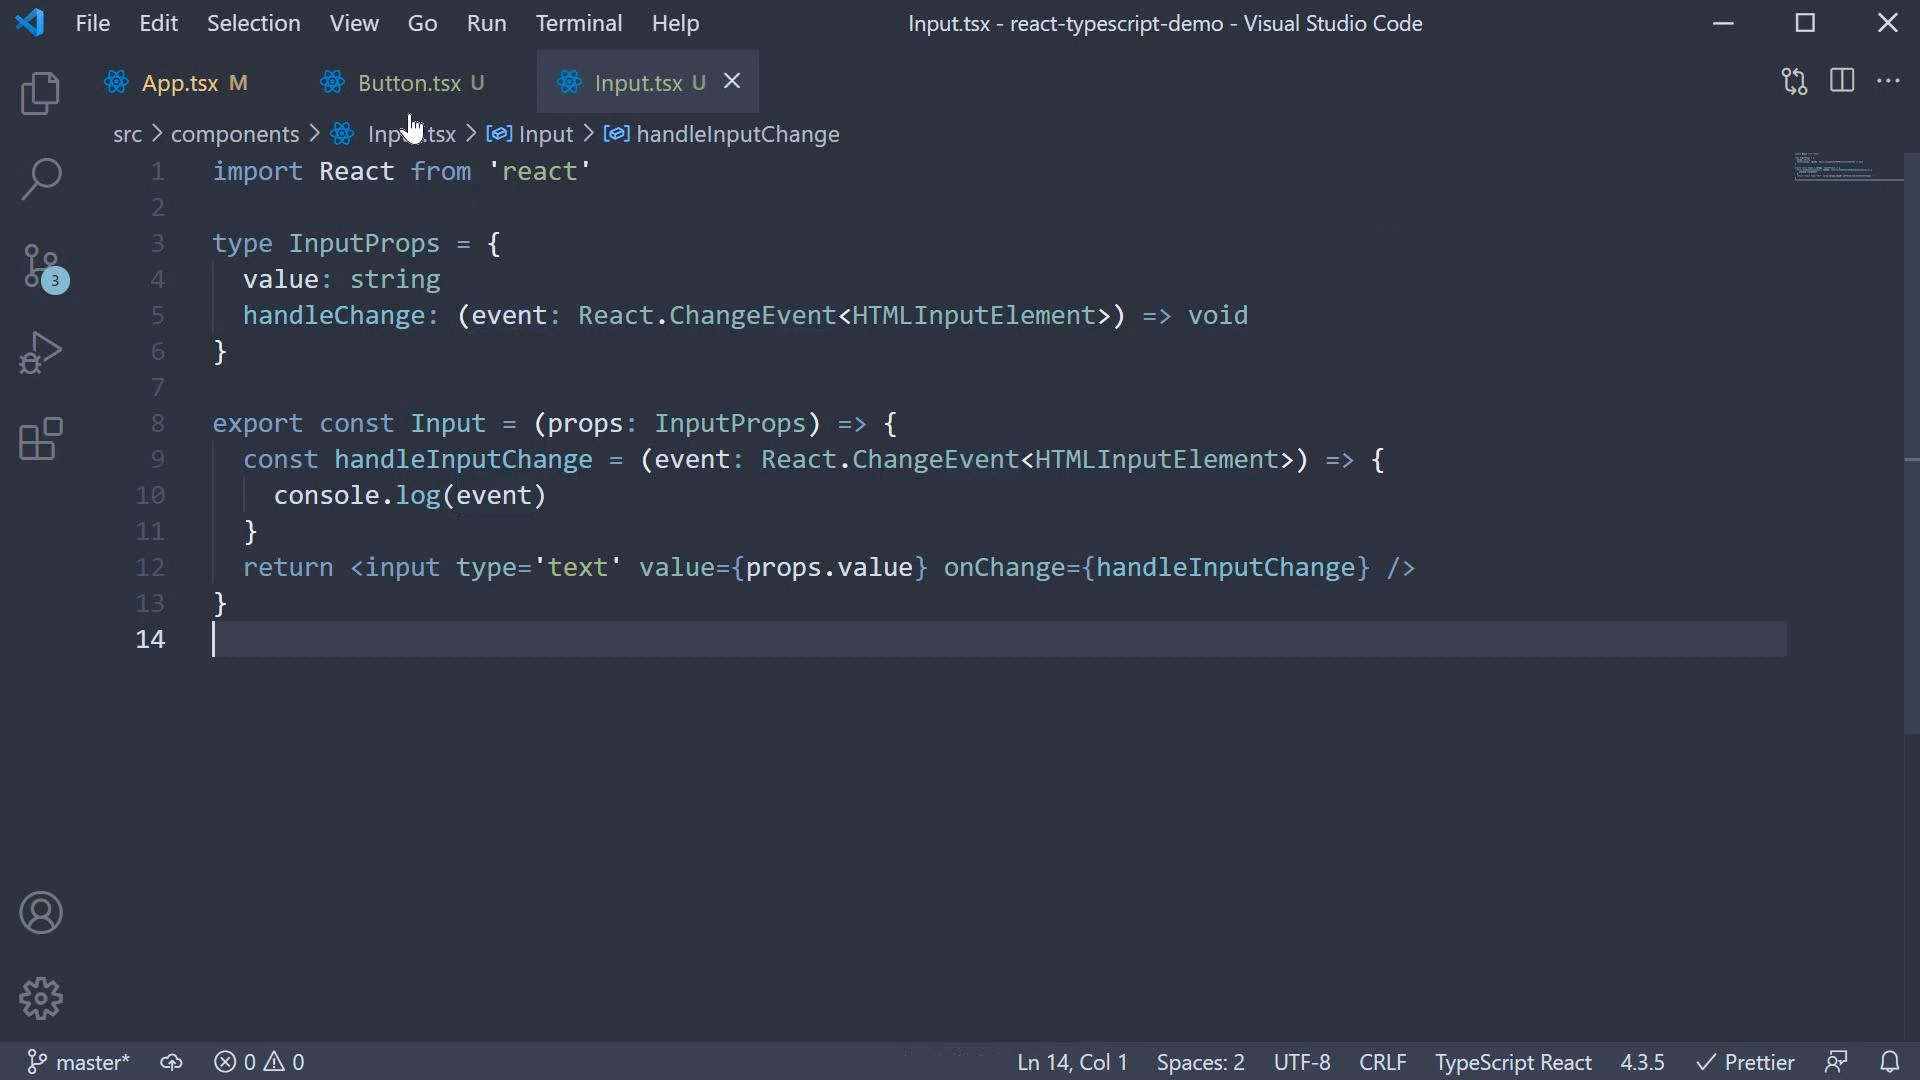 File Edit Selection View Go Run Terminal Help
Input.tsx - react-typescript-demo - Visual Studio Code
App.tsx M
Button.tsx U
Input.tsx U
src > components > Input.tsx > Input > handleInputChange
1 import React from 'react'
2
3 type InputProps = {
4 value: string
5 handleChange: (event: React.ChangeEvent<HTMLInputElement>) => void
6 }
7
8 export const Input = (props: InputProps) => {
9 const handleInputChange = (event: React.ChangeEvent<HTMLInputElement>) => {
10 console.log(event)
11 }
12 return <input type='text' value={props.value} onChange={handleInputChange} />
13 }
14
3
master* 0 0 Ln 14, Col 1 Spaces: 2 UTF-8 CRLF TypeScript React 4.3.5 Prettier